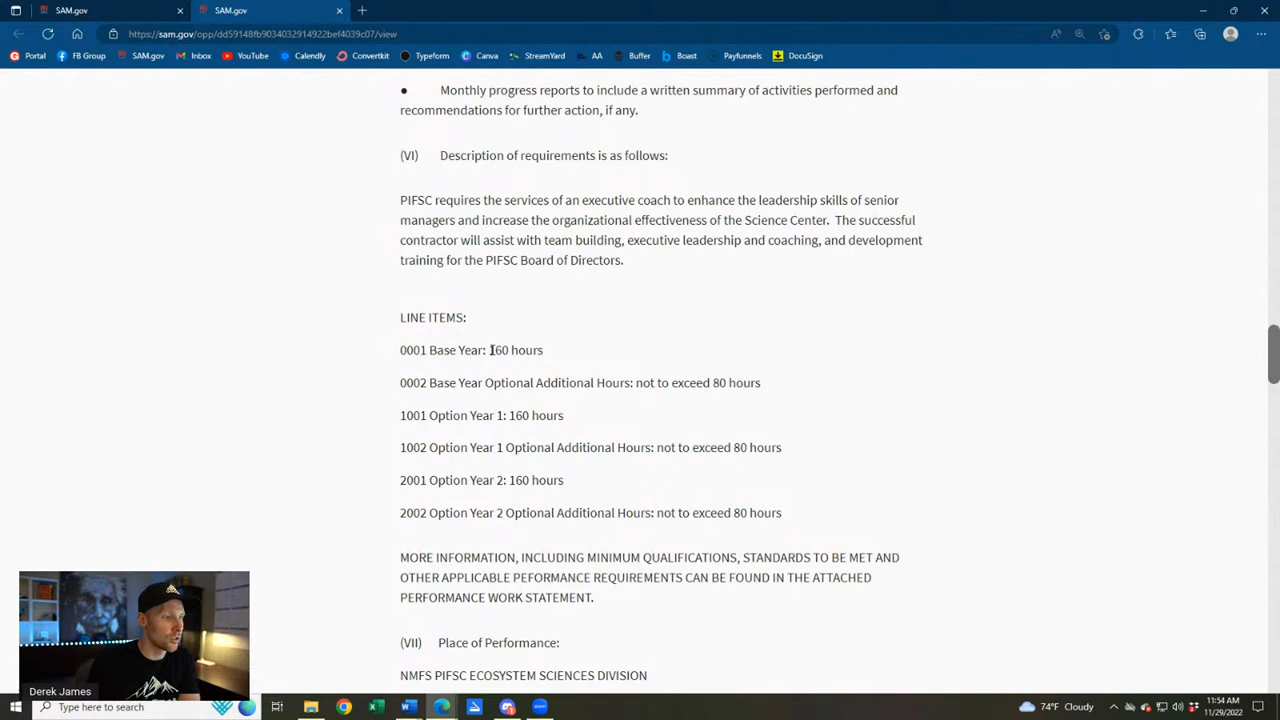 SAM.gov
SAM.gov
https://sam.gov/opp/dd59148fb9034032914922bef4039c07/view
Portal
FB Group
SAM.gov
Inbox
YouTube
Calendly
Convertkit
Typeform
Canva
StreamYard
AA
Buffer
Boast
Payfunnels
DocuSign
● Monthly progress reports to include a written summary of activities performed and
recommendations for further action, if any.
(VI) Description of requirements is as follows:
PIFSC requires the services of an executive coach to enhance the leadership skills of senior
managers and increase the organizational effectiveness of the Science Center. The successful
contractor will assist with team building, executive leadership and coaching, and development
training for the PIFSC Board of Directors.
LINE ITEMS:
0001 Base Year: 160 hours
0002 Base Year Optional Additional Hours: not to exceed 80 hours
1001 Option Year 1: 160 hours
1002 Option Year 1 Optional Additional Hours: not to exceed 80 hours
2001 Option Year 2: 160 hours
2002 Option Year 2 Optional Additional Hours: not to exceed 80 hours
MORE INFORMATION, INCLUDING MINIMUM QUALIFICATIONS, STANDARDS TO BE MET AND
OTHER APPLICABLE PEFORMANCE REQUIREMENTS CAN BE FOUND IN THE ATTACHED
PERFORMANCE WORK STATEMENT.
(VII) Place of Performance:
NMFS PIFSC ECOSYSTEM SCIENCES DIVISION
Derek James
Type here to search
74°F Cloudy
11:54 AM
11/29/2022